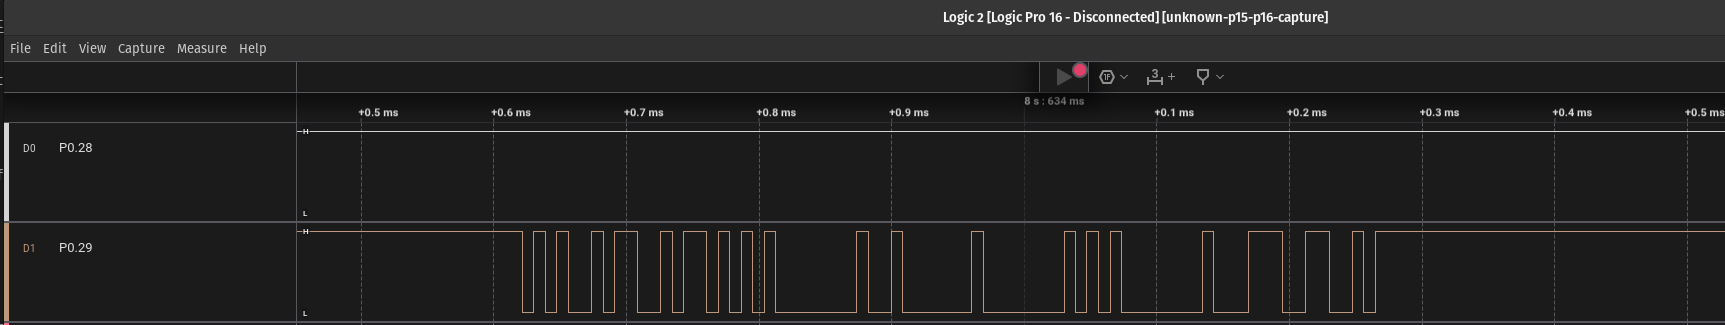 Logic 2 [Logic Pro 16 - Disconnected] [unknown-p15-p16-capture]
File Edit View Capture Measure Help
1F 3 +
8 s : 634 ms
+0.5 ms +0.6 ms +0.7 ms +0.8 ms +0.9 ms +0.1 ms +0.2 ms +0.3 ms +0.4 ms +0.5 ms
H
D0 P0.28
L
H
D1 P0.29
L